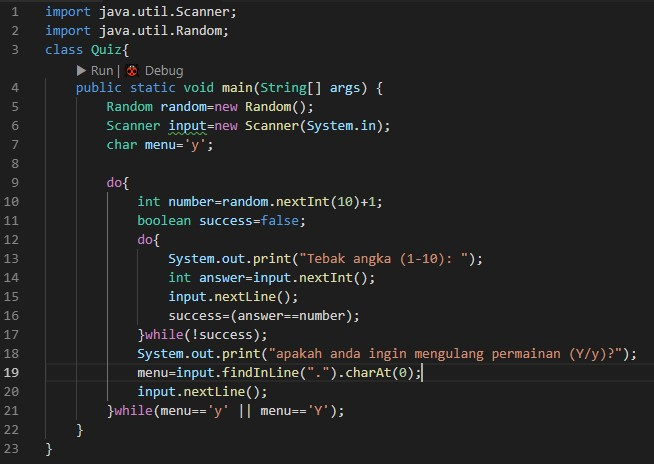 1 import java.util.Scanner;
2 import java.util.Random;
3 class Quiz{
Run | Debug
4 public static void main(String[] args) {
5 Random random=new Random();
6 Scanner input=new Scanner(System.in);
7 char menu='y';
8
9 do{
10 int number=random.nextInt(10)+1;
11 boolean success=false;
12 do{
13 System.out.print("Tebak angka (1-10): ");
14 int answer=input.nextInt();
15 input.nextLine();
16 success=(answer==number);
17 }while(!success);
18 System.out.print("apakah anda ingin mengulang permainan (Y/y)?");
19 menu=input.findInLine(".").charAt(0);
20 input.nextLine();
21 }while(menu=='y' || menu=='Y');
22 }
23 }